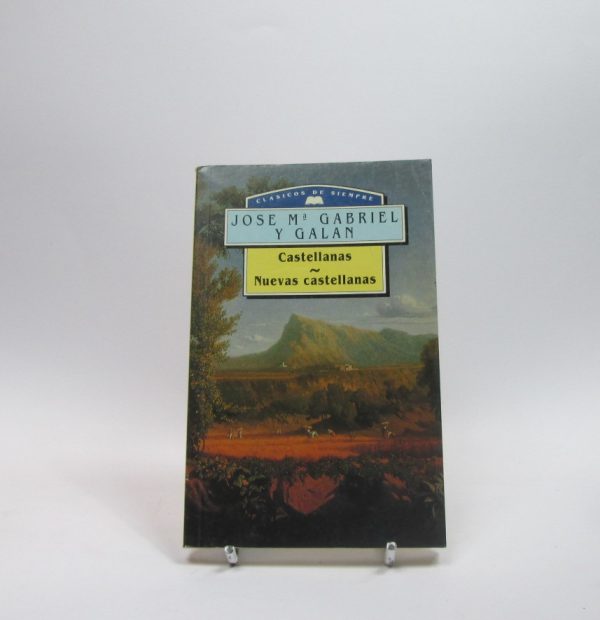 CLASICOS DE SIEMPRE
JOSE Mª GABRIEL
Y GALAN
Castellanas
~
Nuevas castellanas